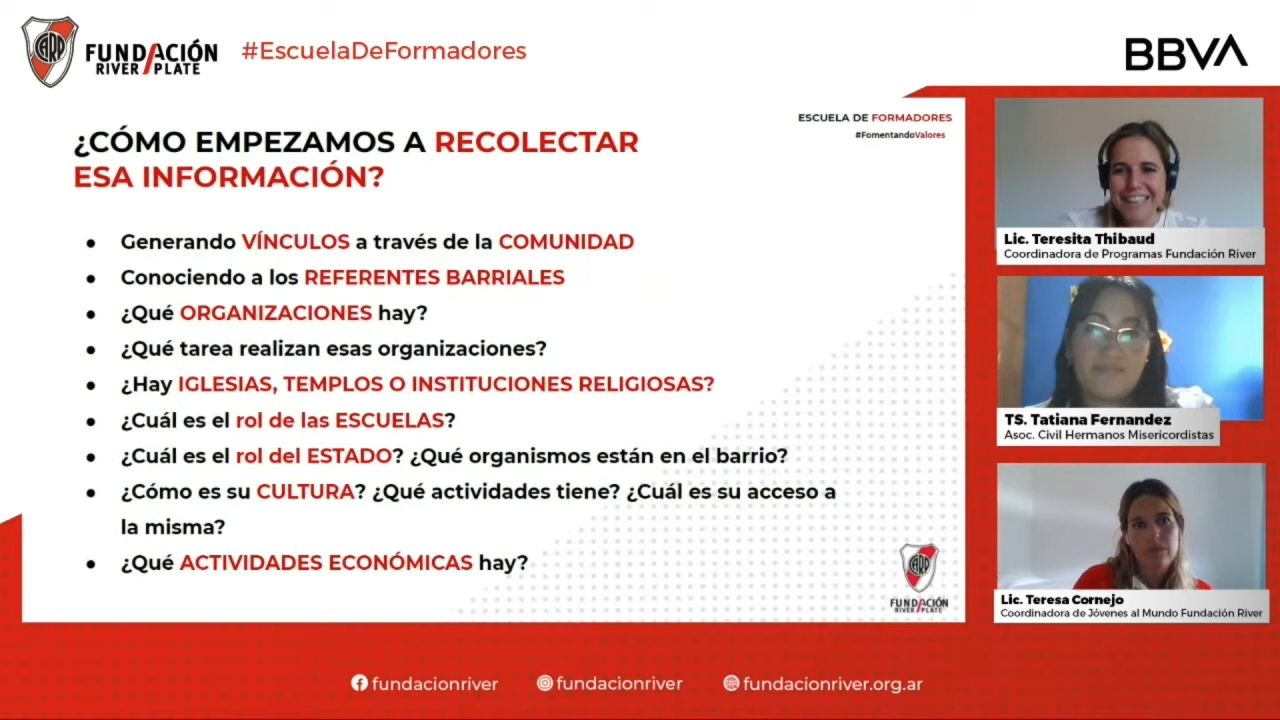 CARP
FUNDACIÓN
RIVER PLATE
#EscuelaDeFormadores
BBVA
ESCUELA DE FORMADORES
#FomentandoValores
¿CÓMO EMPEZAMOS A RECOLECTAR
ESA INFORMACIÓN?
● Generando VÍNCULOS a través de la COMUNIDAD
● Conociendo a los REFERENTES BARRIALES
● ¿Qué ORGANIZACIONES hay?
● ¿Qué tarea realizan esas organizaciones?
● ¿Hay IGLESIAS, TEMPLOS O INSTITUCIONES RELIGIOSAS?
● ¿Cuál es el rol de las ESCUELAS?
● ¿Cuál es el rol del ESTADO? ¿Qué organismos están en el barrio?
● ¿Cómo es su CULTURA? ¿Qué actividades tiene? ¿Cuál es su acceso a
la misma?
● ¿Qué ACTIVIDADES ECONÓMICAS hay?
CARP
FUNDACIÓN
RIVER PLATE
Lic. Teresita Thibaud
Coordinadora de Programas Fundación River
TS. Tatiana Fernandez
Asoc. Civil Hermanos Misericordistas
Lic. Teresa Cornejo
Coordinadora de Jóvenes al Mundo Fundación River
fundacionriver
fundacionriver
fundacionriver.org.ar